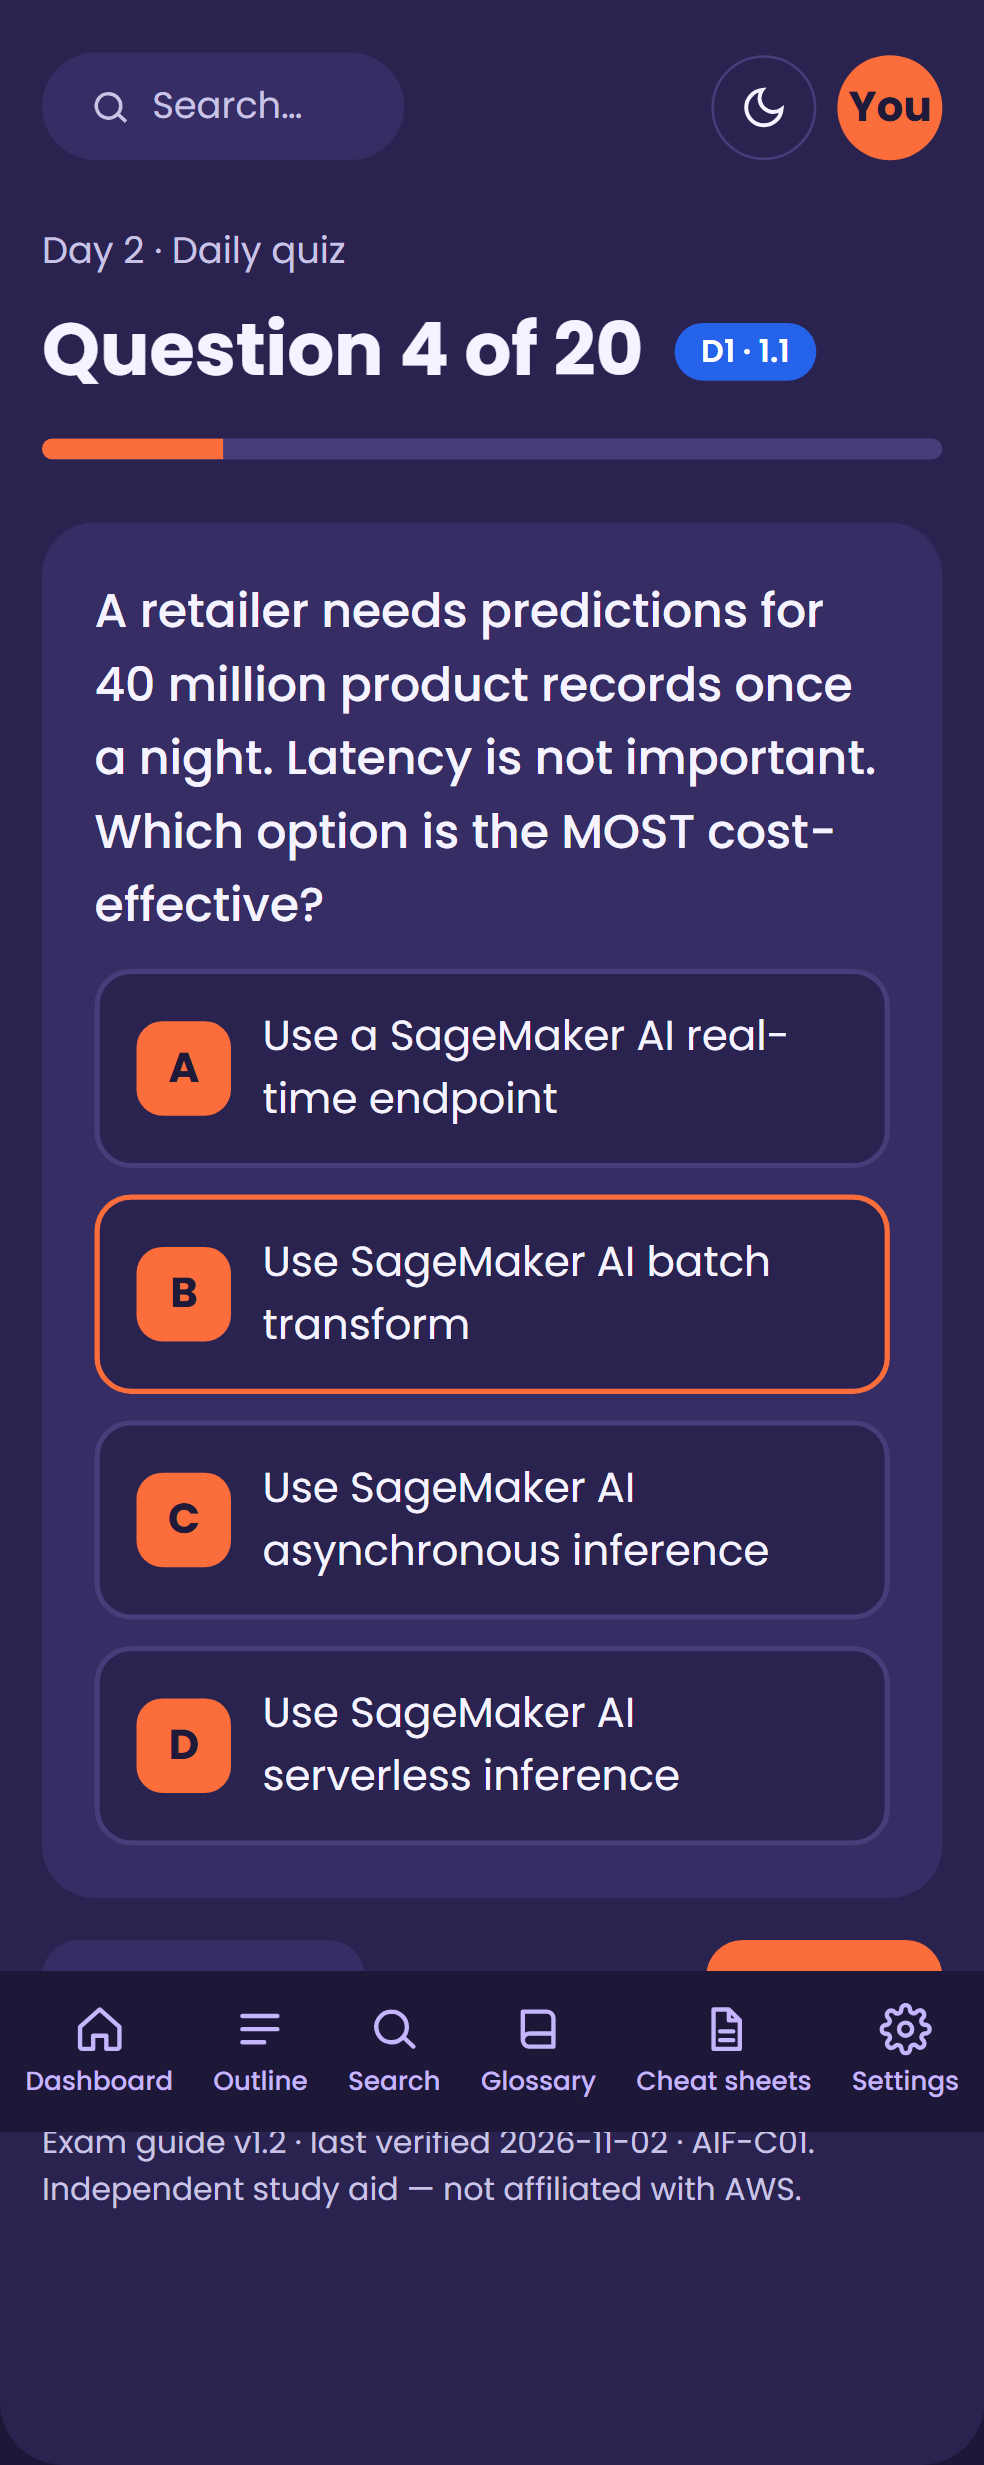 Search...
You
Day 2 · Daily quiz
Question 4 of 20
D1 · 1.1
A retailer needs predictions for
40 million product records once
a night. Latency is not important.
Which option is the MOST cost-
effective?
A
Use a SageMaker AI real-
time endpoint
B
Use SageMaker AI batch
transform
C
Use SageMaker AI
asynchronous inference
D
Use SageMaker AI
serverless inference
Dashboard
Outline
Search
Glossary
Cheat sheets
Settings
Exam guide v1.2 · last verified 2026-11-02 · AIF-C01.
Independent study aid — not affiliated with AWS.